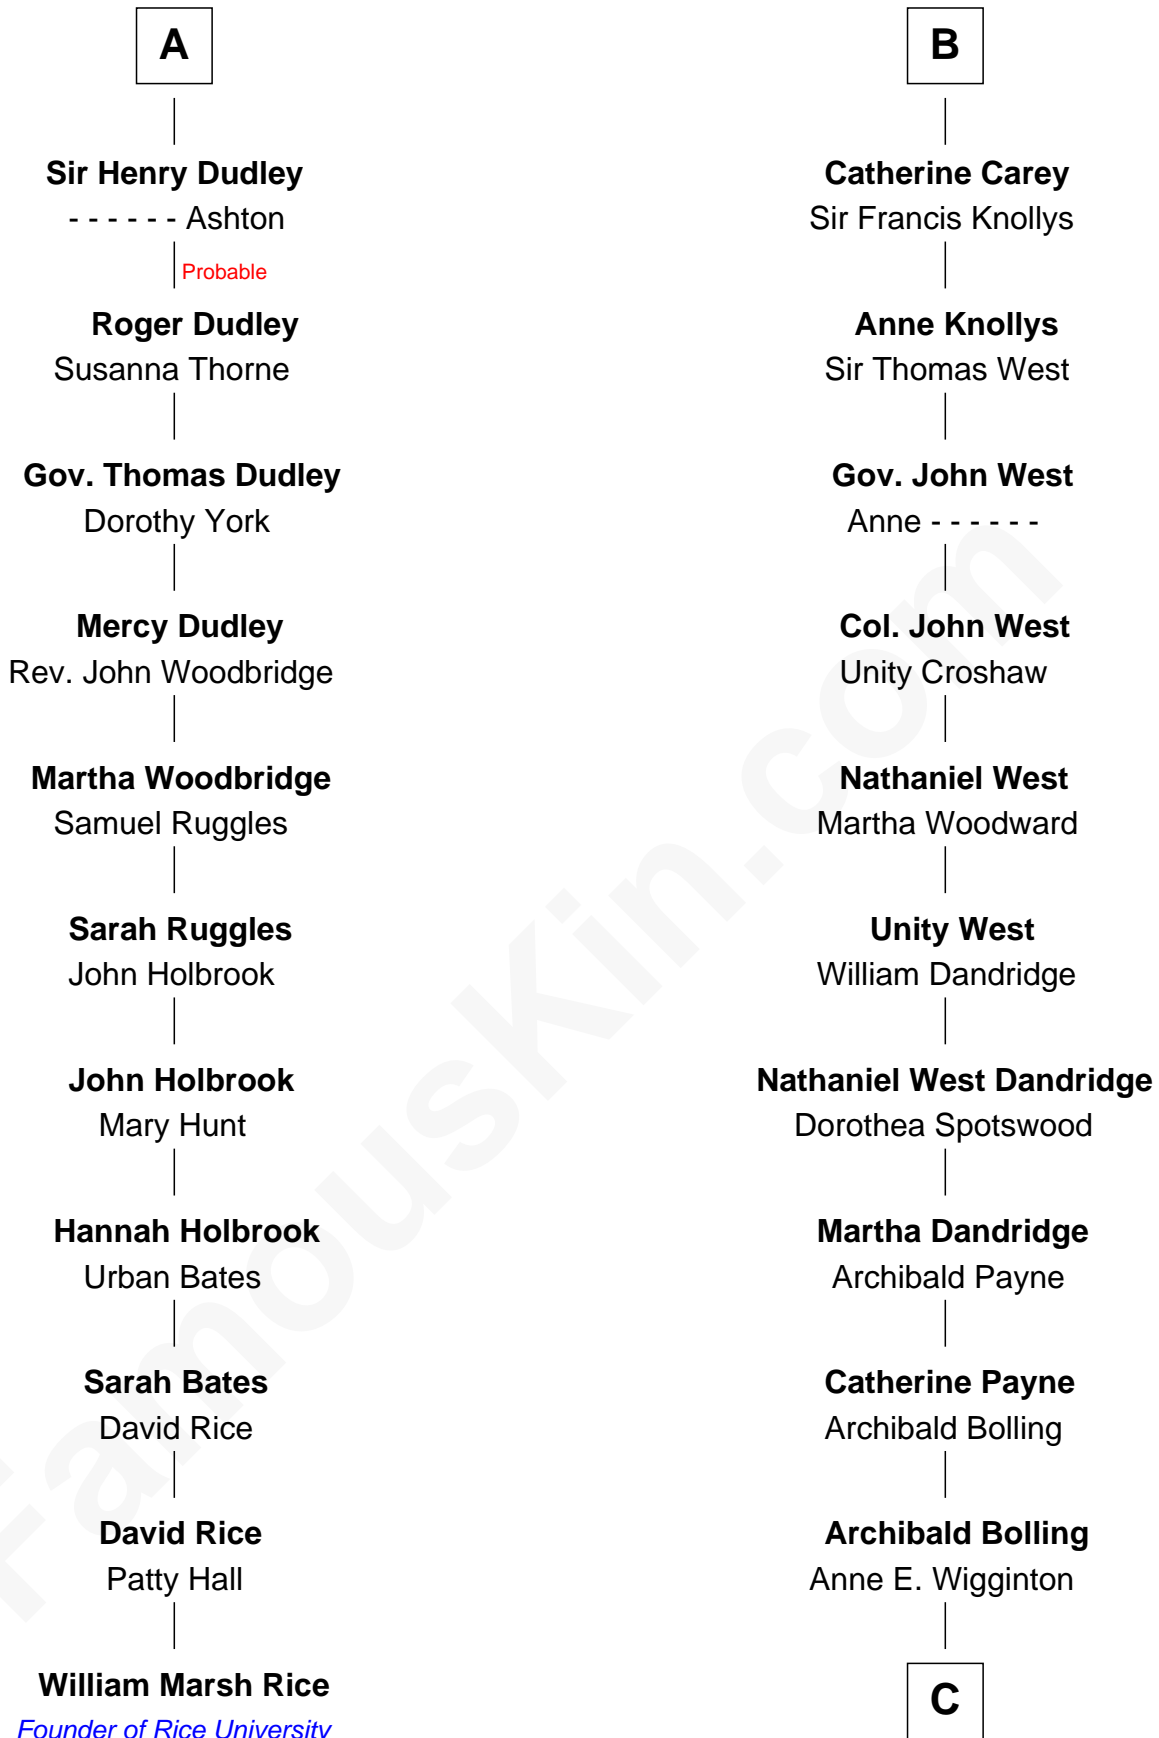 A
Sir Henry Dudley
- - - - - - Ashton
Probable
Roger Dudley
Susanna Thorne
Gov. Thomas Dudley
Dorothy York
Mercy Dudley
Rev. John Woodbridge
Martha Woodbridge
Samuel Ruggles
Sarah Ruggles
John Holbrook
John Holbrook
Mary Hunt
Hannah Holbrook
Urban Bates
Sarah Bates
David Rice
David Rice
Patty Hall
William Marsh Rice
Founder of Rice University
B
Catherine Carey
Sir Francis Knollys
Anne Knollys
Sir Thomas West
Gov. John West
Anne - - - - - -
Col. John West
Unity Croshaw
Nathaniel West
Martha Woodward
Unity West
William Dandridge
Nathaniel West Dandridge
Dorothea Spotswood
Martha Dandridge
Archibald Payne
Catherine Payne
Archibald Bolling
Archibald Bolling
Anne E. Wigginton
C
FamousKin.com